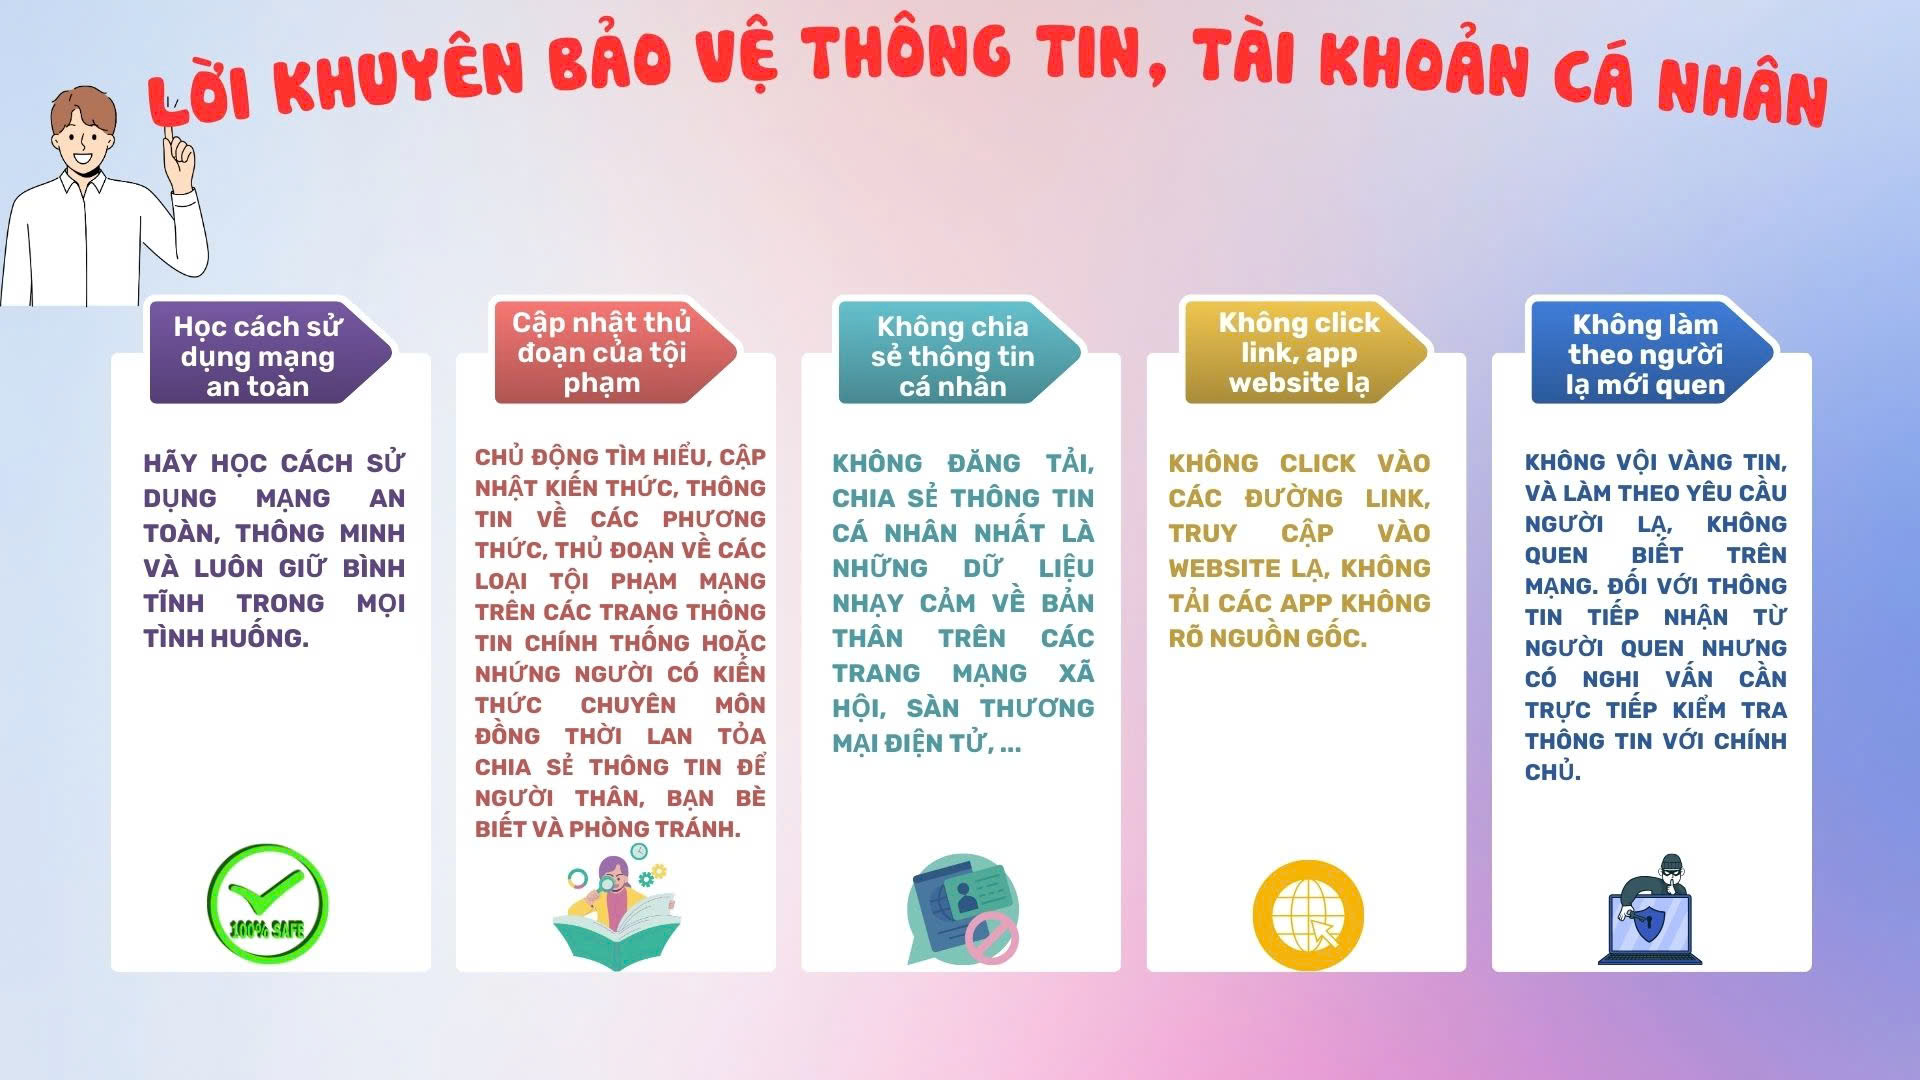 LỜI KHUYÊN BẢO VỆ THÔNG TIN, TÀI KHOẢN CÁ NHÂN
Học cách sử
dụng mạng
an toàn
HÃY HỌC CÁCH SỬ
DỤNG MẠNG AN
TOÀN, THÔNG MINH
VÀ LUÔN GIỮ BÌNH
TĨNH TRONG MỌI
TÌNH HUỐNG.
100% SAFE
Cập nhật thủ
đoạn của tội
phạm
CHỦ ĐỘNG TÌM HIỂU, CẬP
NHẬT KIẾN THỨC, THÔNG
TIN VỀ CÁC PHƯƠNG
THỨC, THỦ ĐOẠN VỀ CÁC
LOẠI TỘI PHẠM MẠNG
TRÊN CÁC TRANG THÔNG
TIN CHÍNH THỐNG HOẶC
NHỨNG NGƯỜI CÓ KIẾN
THỨC CHUYÊN MÔN
ĐỒNG THỜI LAN TỎA
CHIA SẺ THÔNG TIN ĐỂ
NGƯỜI THÂN, BẠN BÈ
BIẾT VÀ PHÒNG TRÁNH.
Không chia
sẻ thông tin
cá nhân
KHÔNG ĐĂNG TẢI,
CHIA SẺ THÔNG TIN
CÁ NHÂN NHẤT LÀ
NHỮNG DỮ LIỆU
NHẠY CẢM VỀ BẢN
THÂN TRÊN CÁC
TRANG MẠNG XÃ
HỘI, SÀN THƯƠNG
MẠI ĐIỆN TỬ, ...
Không click
link, app
website lạ
KHÔNG CLICK VÀO
CÁC ĐƯỜNG LINK,
TRUY CẬP VÀO
WEBSITE LẠ, KHÔNG
TẢI CÁC APP KHÔNG
RÕ NGUỒN GỐC.
Không làm
theo người
lạ mới quen
KHÔNG VỘI VÀNG TIN,
VÀ LÀM THEO YÊU CẦU
NGƯỜI LẠ, KHÔNG
QUEN BIẾT TRÊN
MẠNG. ĐỐI VỚI THÔNG
TIN TIẾP NHẬN TỪ
NGƯỜI QUEN NHƯNG
CÓ NGHI VẤN CẦN
TRỰC TIẾP KIỂM TRA
THÔNG TIN VỚI CHÍNH
CHỦ.